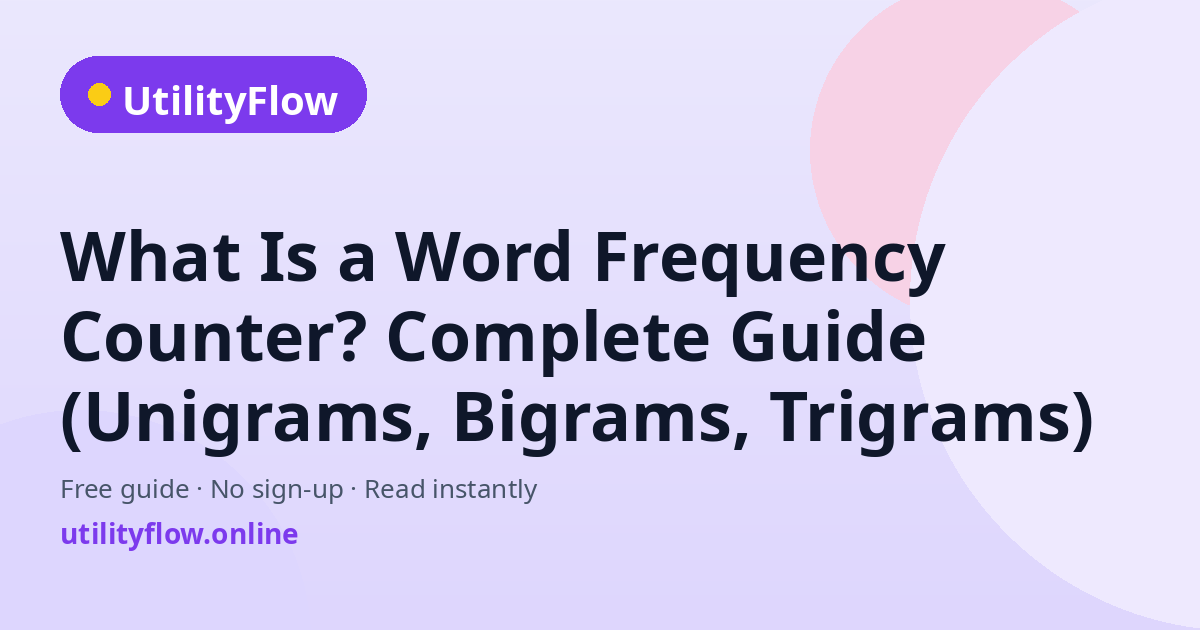 UtilityFlow
What Is a Word Frequency
Counter? Complete Guide
(Unigrams, Bigrams, Trigrams)
Free guide · No sign-up · Read instantly
utilityflow.online